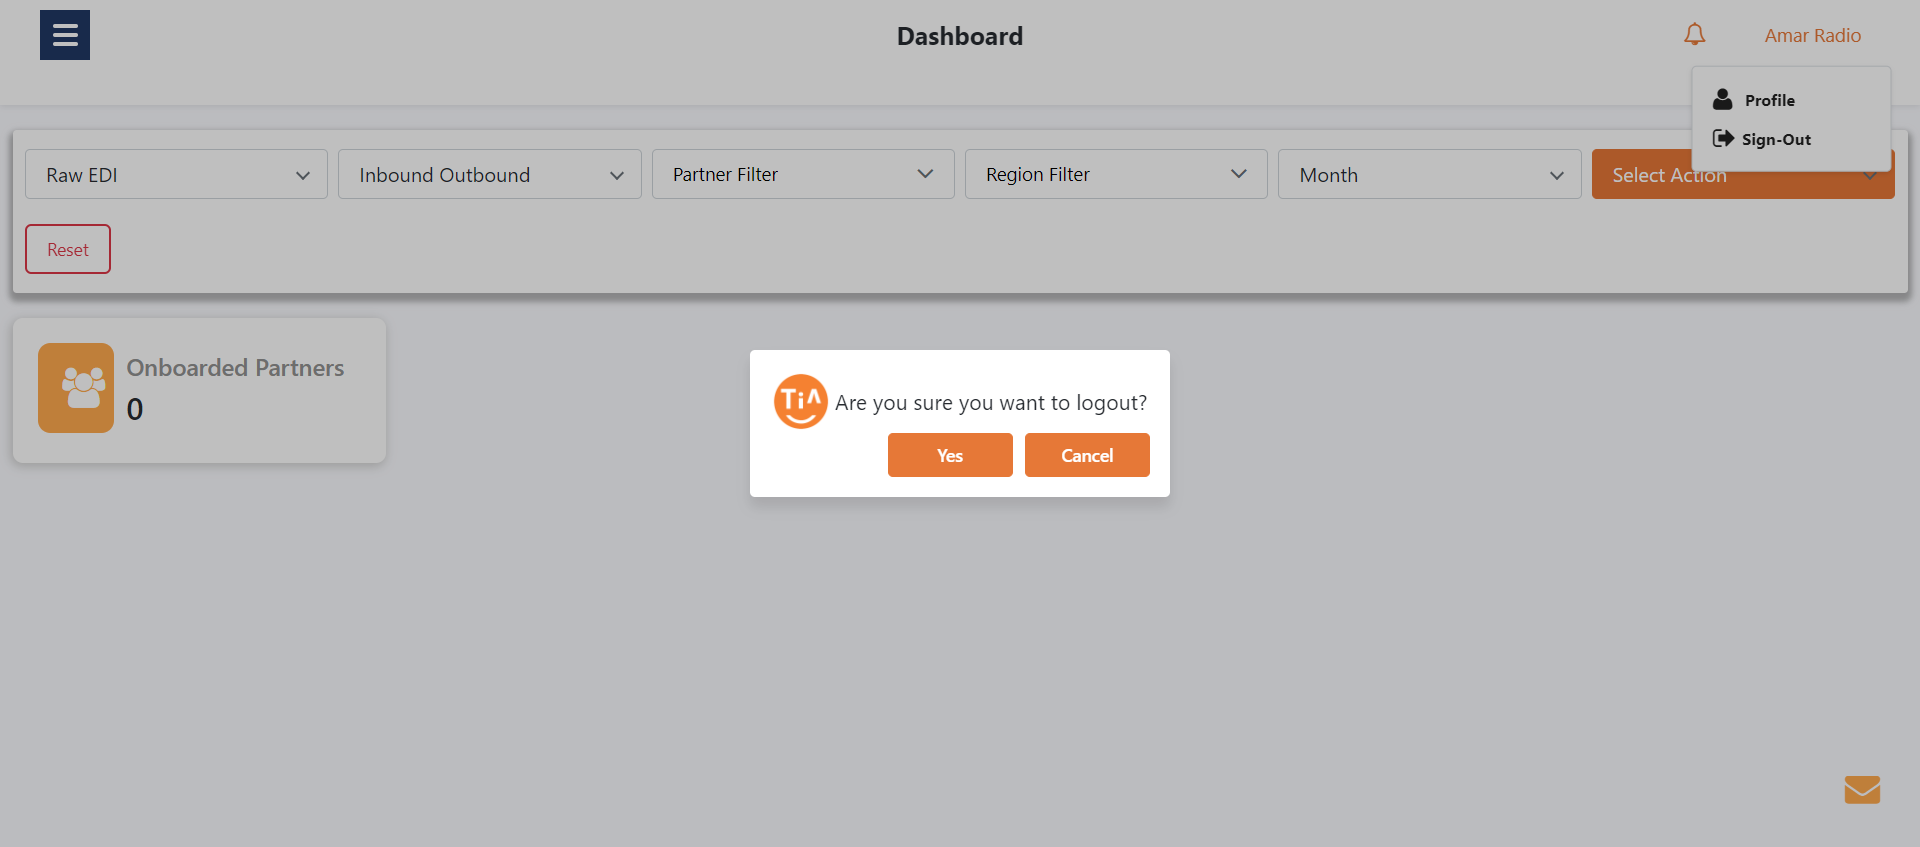 Dashboard
Amar Radio
Profile
Sign-Out
Raw EDI
Inbound Outbound
Partner Filter
Region Filter
Month
Select Action
Reset
Onboarded Partners
0
TiA
Are you sure you want to logout?
Yes
Cancel